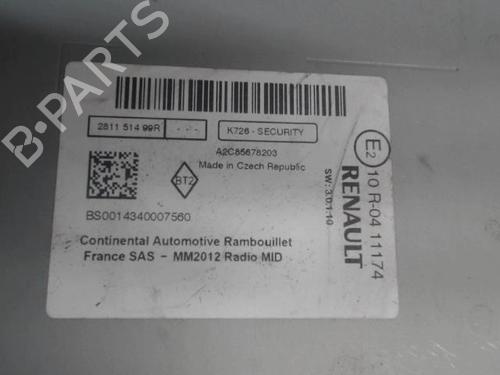 2811 514 99R - - - K726 - SECURITY
A2C85678203
Made in Czech Republic
BT2
BS0014340007560
Continental Automotive Rambouillet
France SAS - MM2012 Radio MID
SW: 3.0.1.10
RENAULT
E2 10 R-04 11174
B-PARTS